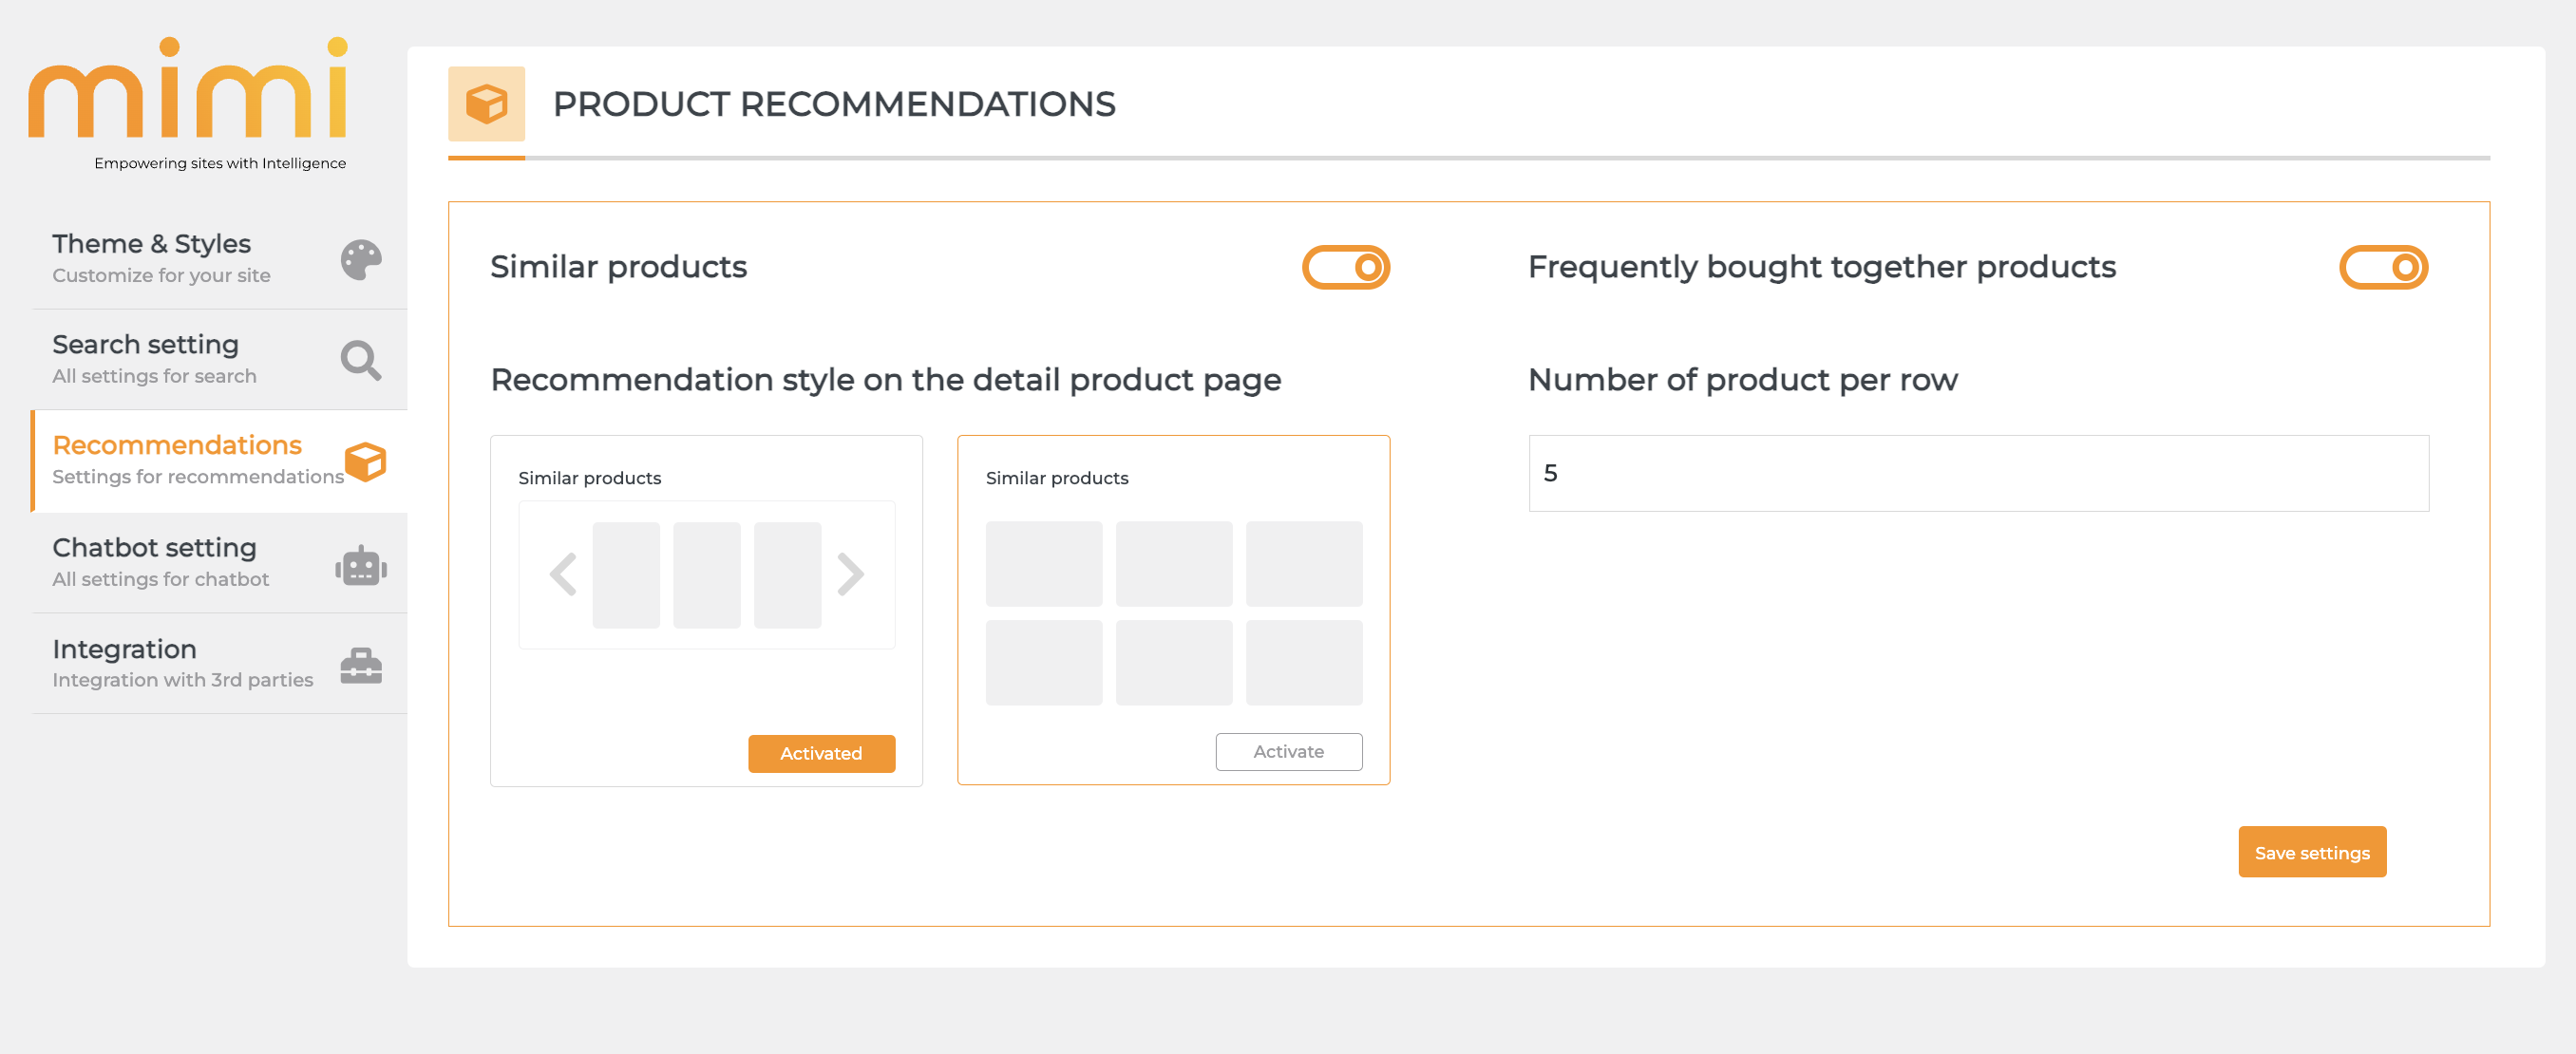 mimi
Empowering sites with Intelligence
Theme & Styles
Customize for your site
Search setting
All settings for search
Recommendations
Settings for recommendations
Chatbot setting
All settings for chatbot
Integration
Integration with 3rd parties
PRODUCT RECOMMENDATIONS
Similar products
Frequently bought together products
Recommendation style on the detail product page
Number of product per row
Similar products
Activated
Similar products
Activate
5
Save settings